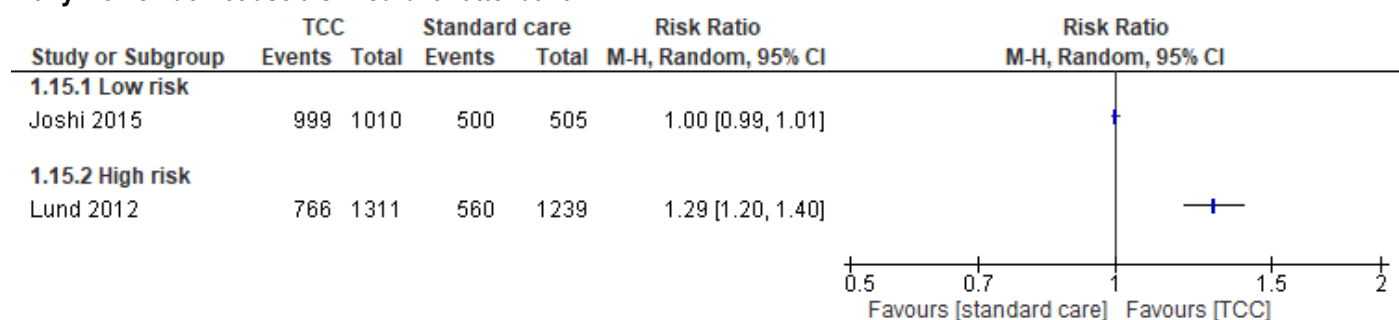 TCC Standard care Risk Ratio Risk Ratio
Study or Subgroup Events Total Events Total M-H, Random, 95% CI M-H, Random, 95% CI
1.15.1 Low risk
Joshi 2015 999 1010 500 505 1.00 [0.99, 1.01]
1.15.2 High risk
Lund 2012 766 1311 560 1239 1.29 [1.20, 1.40]
0.5 0.7 1 1.5 2
Favours [standard care] Favours [TCC]